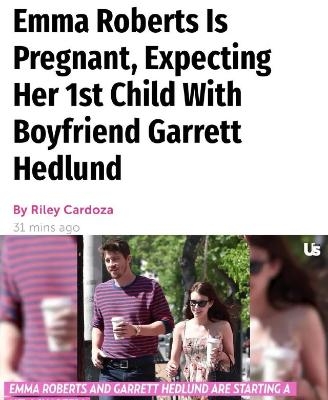 Emma Roberts Is
Pregnant, Expecting
Her 1st Child With
Boyfriend Garrett
Hedlund
By Riley Cardoza
31 mins ago
Us
EMMA ROBERTS AND GARRETT HEDLUND ARE STARTING A